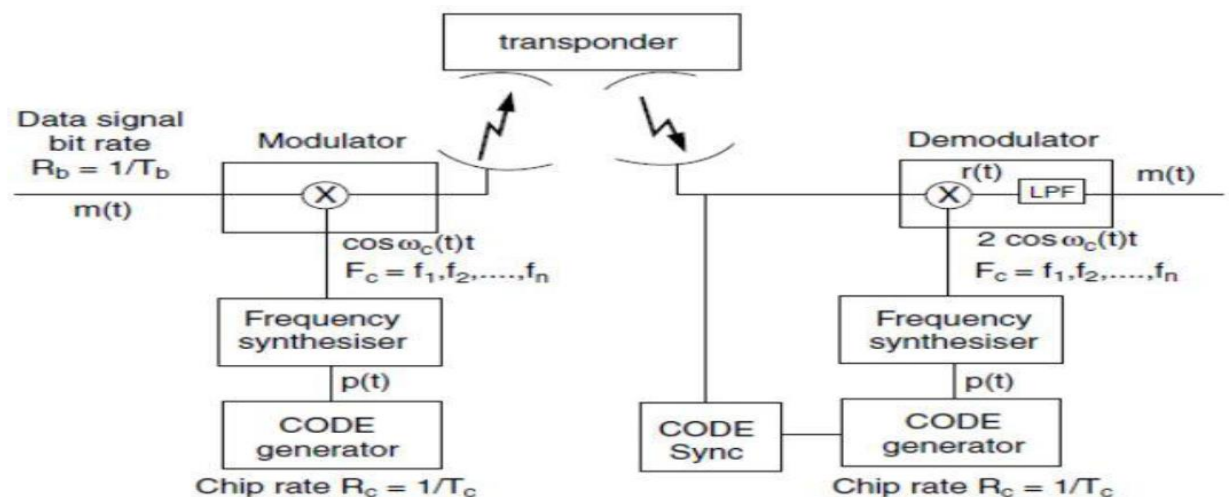 transponder
Data signal
bit rate
R_b = 1/T_b
m(t)
Modulator
X
cos ω_c(t)t
F_c = f_1,f_2,....,f_n
Frequency
synthesiser
p(t)
CODE
generator
Chip rate R_c = 1/T_c
Demodulator
r(t)
X
LPF
m(t)
2 cos ω_c(t)t
F_c = f_1,f_2,....,f_n
Frequency
synthesiser
p(t)
CODE
Sync
CODE
generator
Chip rate R_c = 1/T_c